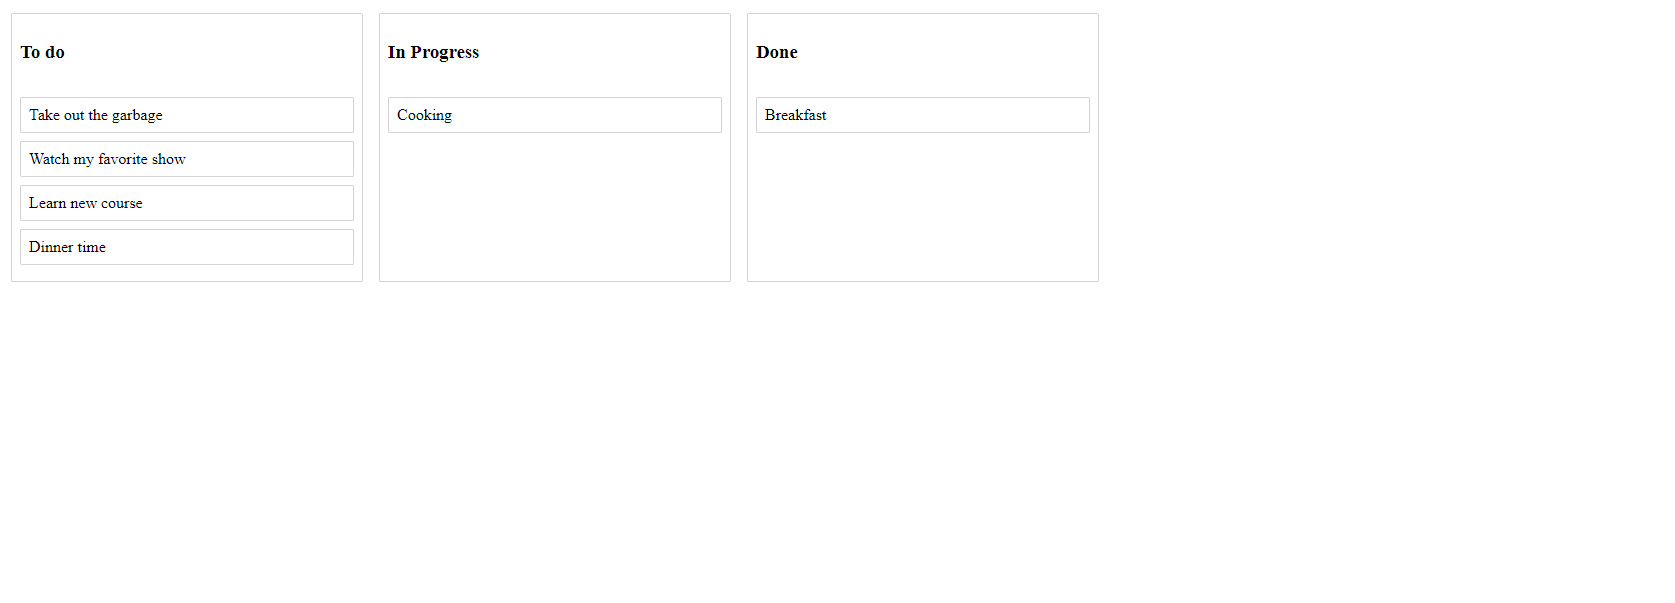 To do
Take out the garbage
Watch my favorite show
Learn new course
Dinner time
In Progress
Cooking
Done
Breakfast